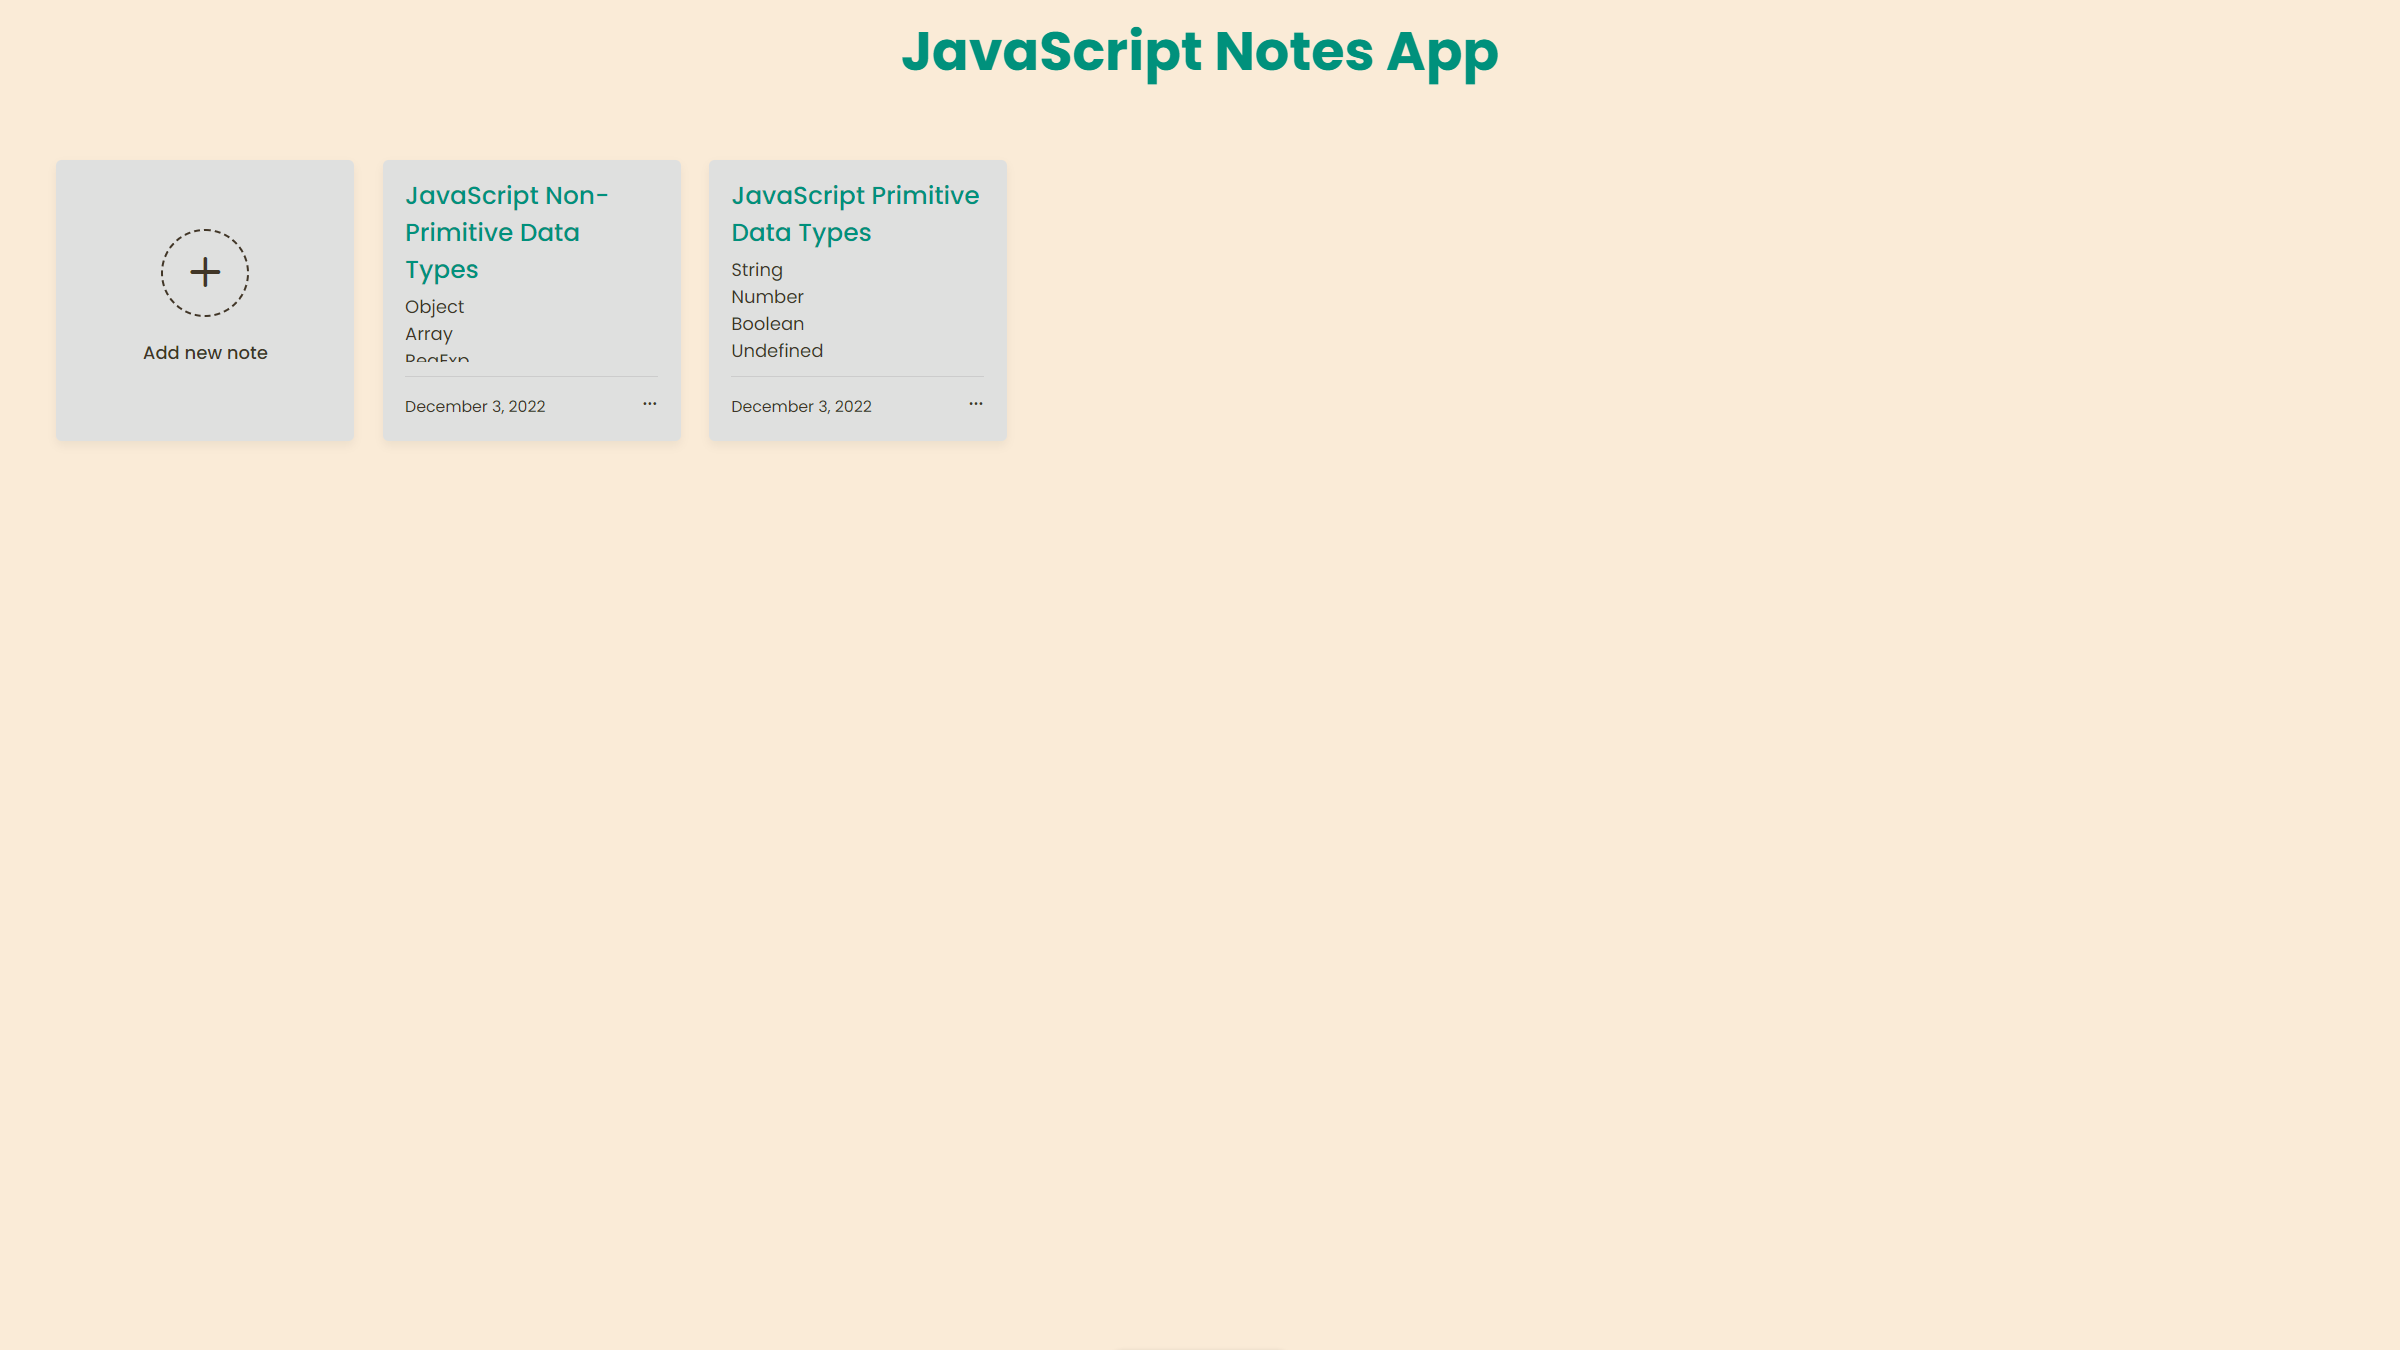 JavaScript Notes App
Add new note
JavaScript Non-
Primitive Data
Types
Object
Array
RegExp
December 3, 2022
JavaScript Primitive
Data Types
String
Number
Boolean
Undefined
December 3, 2022